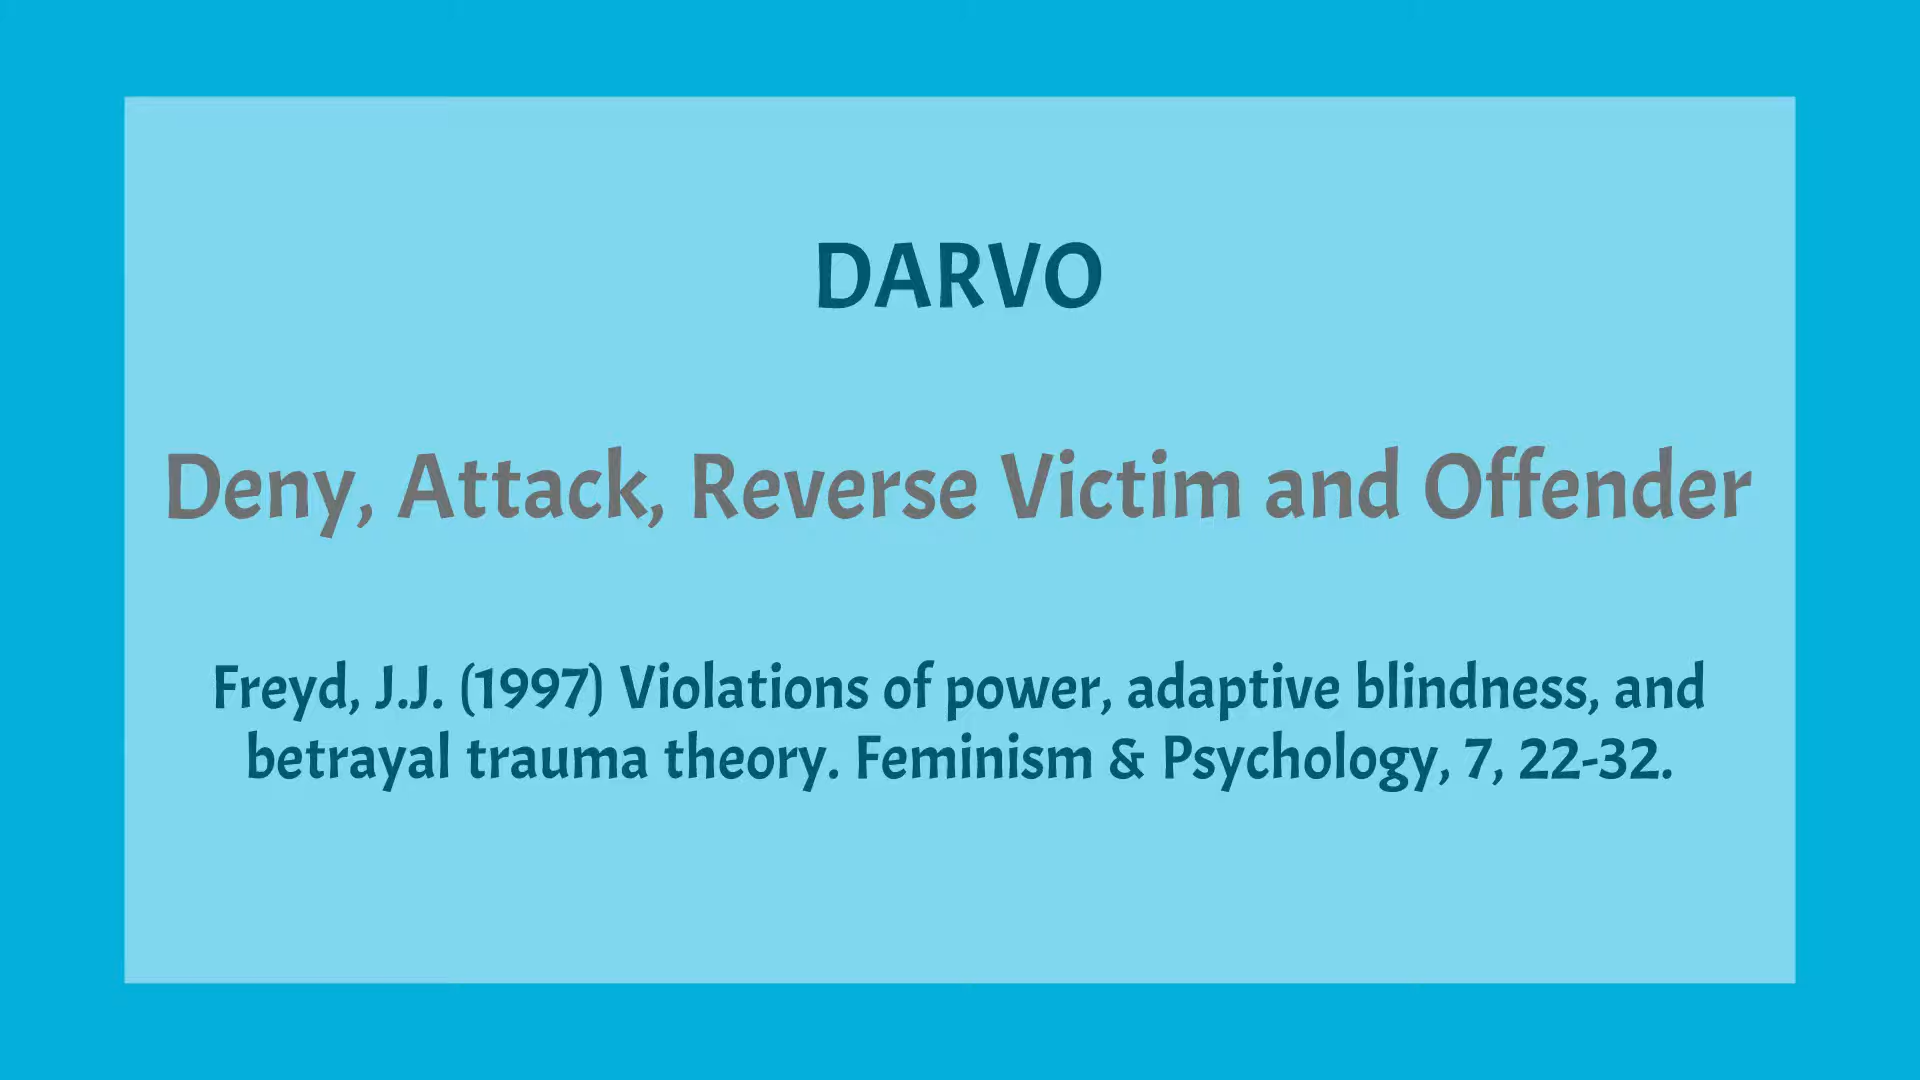 DARVO
Deny, Attack, Reverse Victim and Offender
Freyd, J.J. (1997) Violations of power, adaptive blindness, and
betrayal trauma theory. Feminism & Psychology, 7, 22-32.